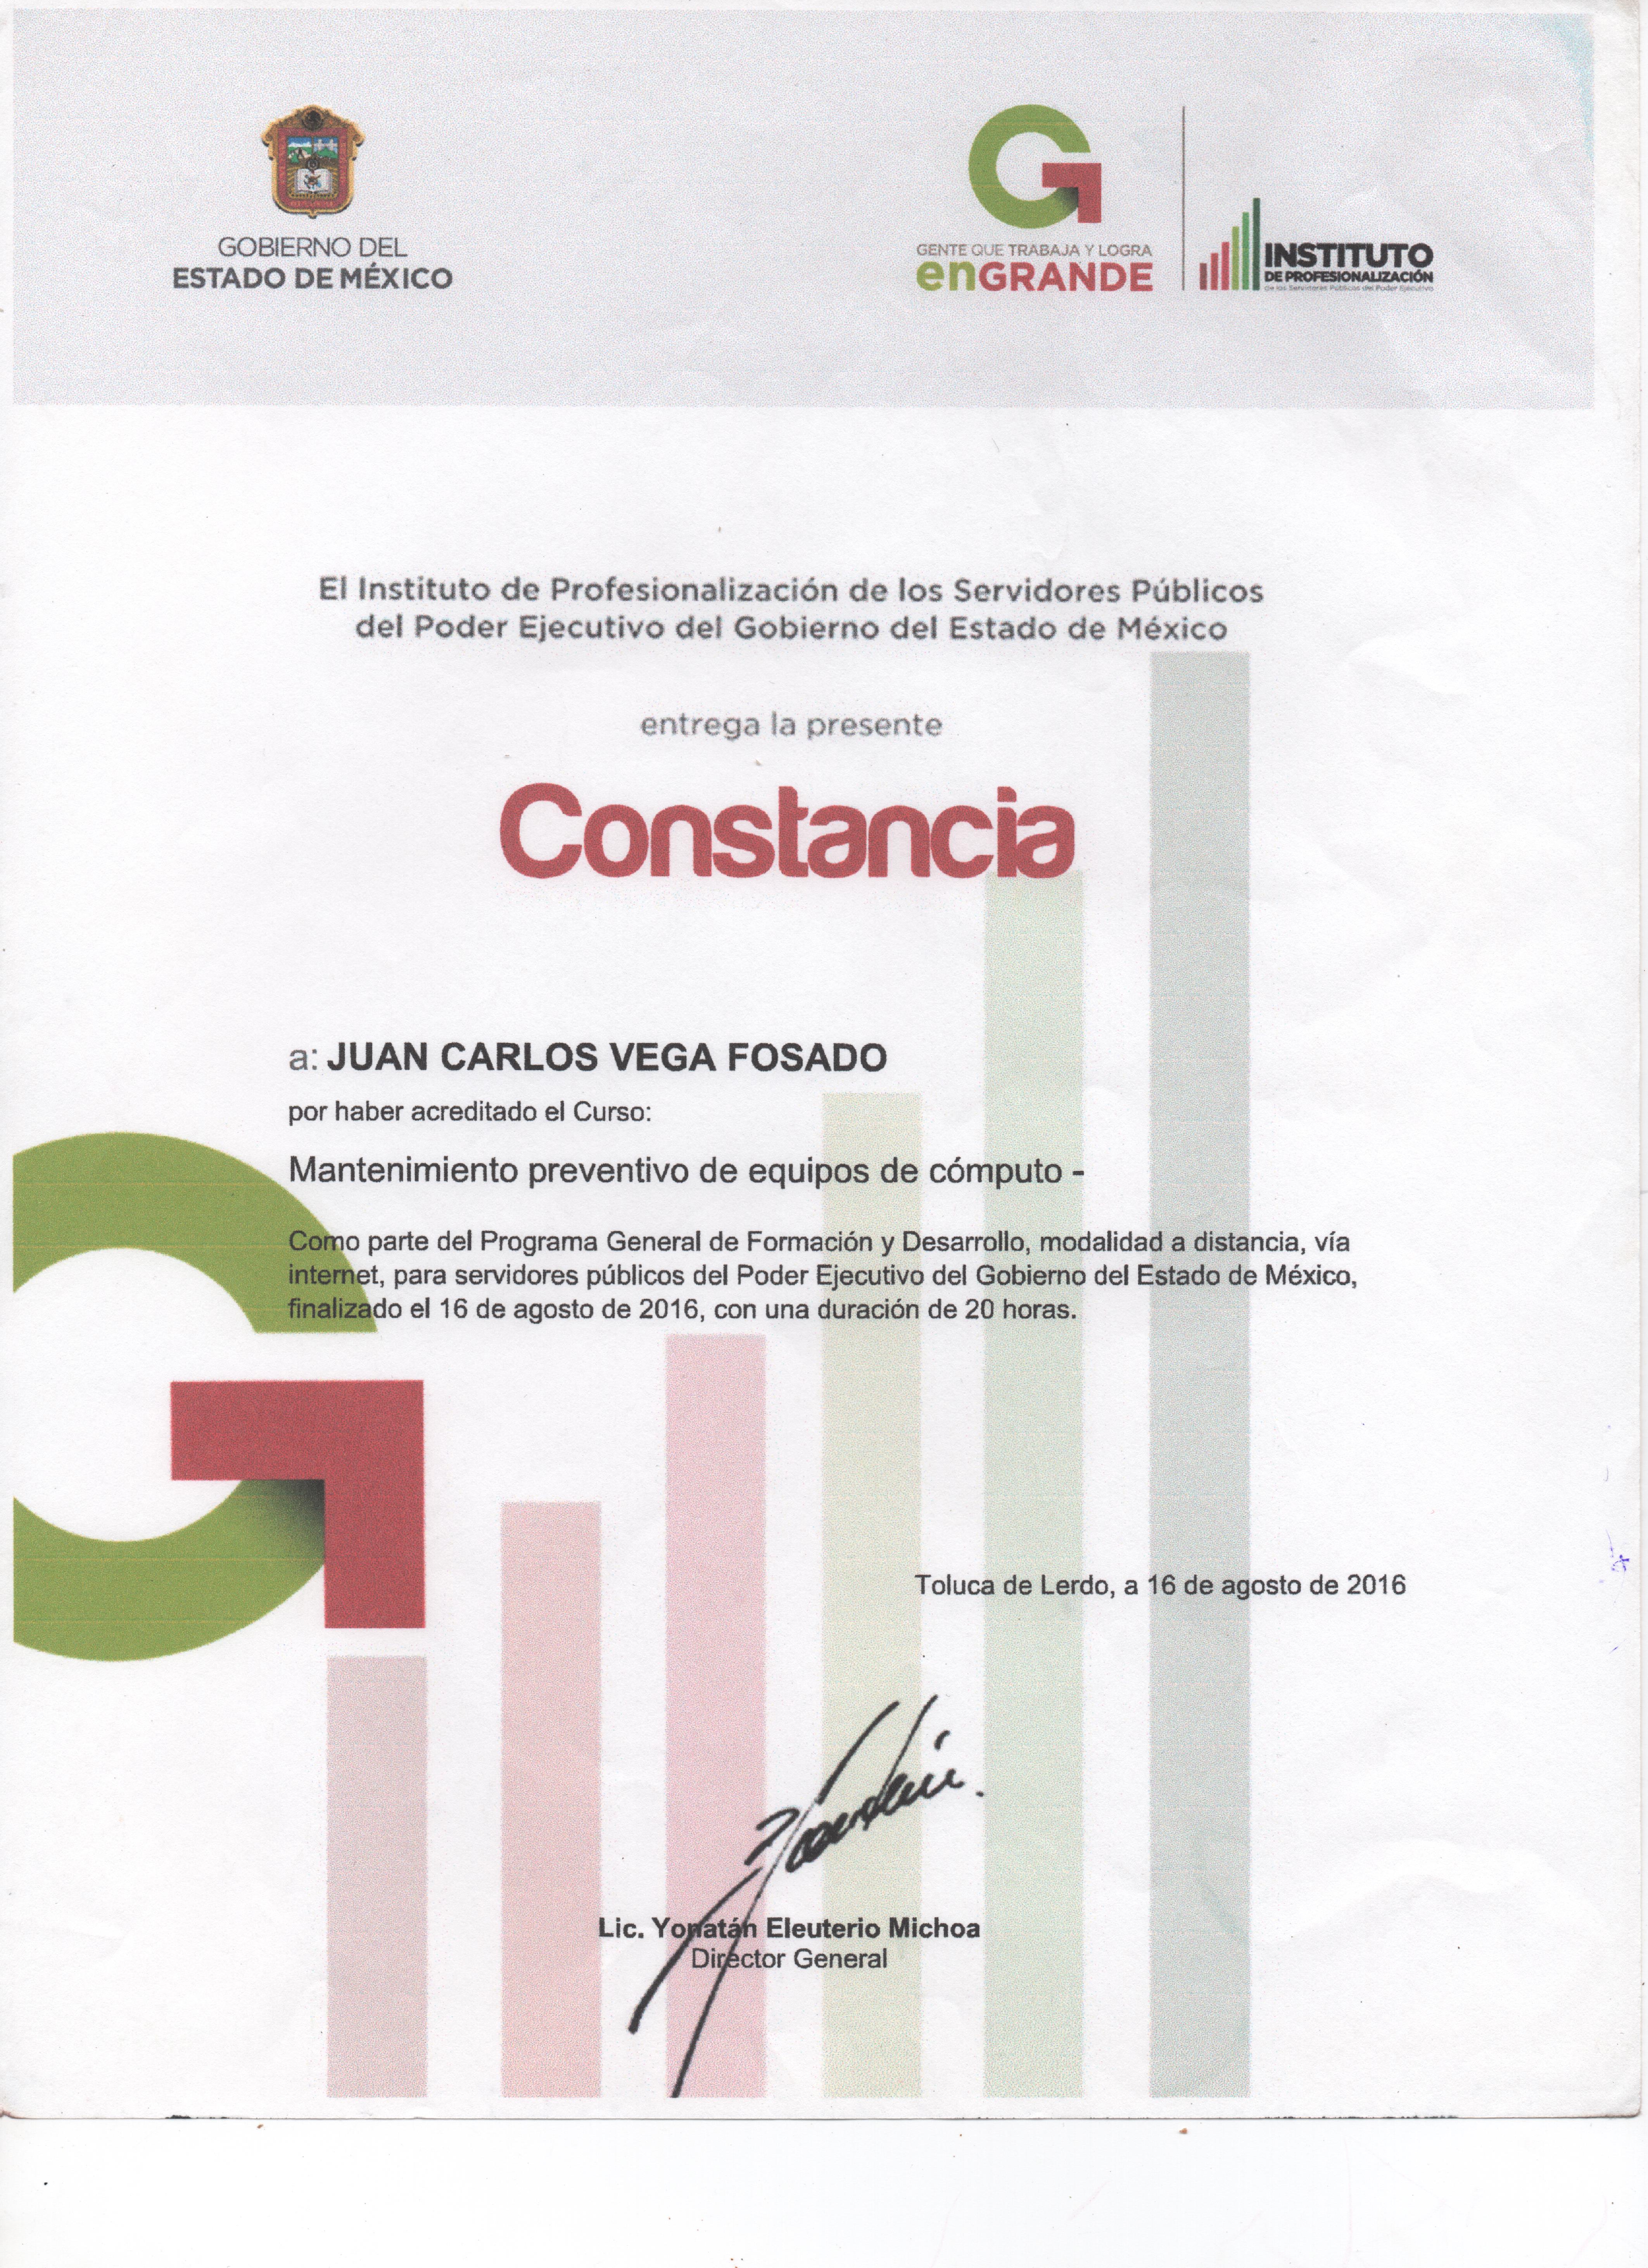 GOBIERNO DEL
ESTADO DE MÉXICO
GENTE QUE TRABAJA Y LOGRA
enGRANDE
INSTITUTO
DE PROFESIONALIZACIÓN
de los Servidores Públicos del Poder Ejecutivo
El Instituto de Profesionalización de los Servidores Públicos
del Poder Ejecutivo del Gobierno del Estado de México
entrega la presente
Constancia
a: JUAN CARLOS VEGA FOSADO
por haber acreditado el Curso:
Mantenimiento preventivo de equipos de cómputo -
Como parte del Programa General de Formación y Desarrollo, modalidad a distancia, vía
internet, para servidores públicos del Poder Ejecutivo del Gobierno del Estado de México,
finalizado el 16 de agosto de 2016, con una duración de 20 horas.
Toluca de Lerdo, a 16 de agosto de 2016
Lic. Yonatán Eleuterio Michoa
Director General